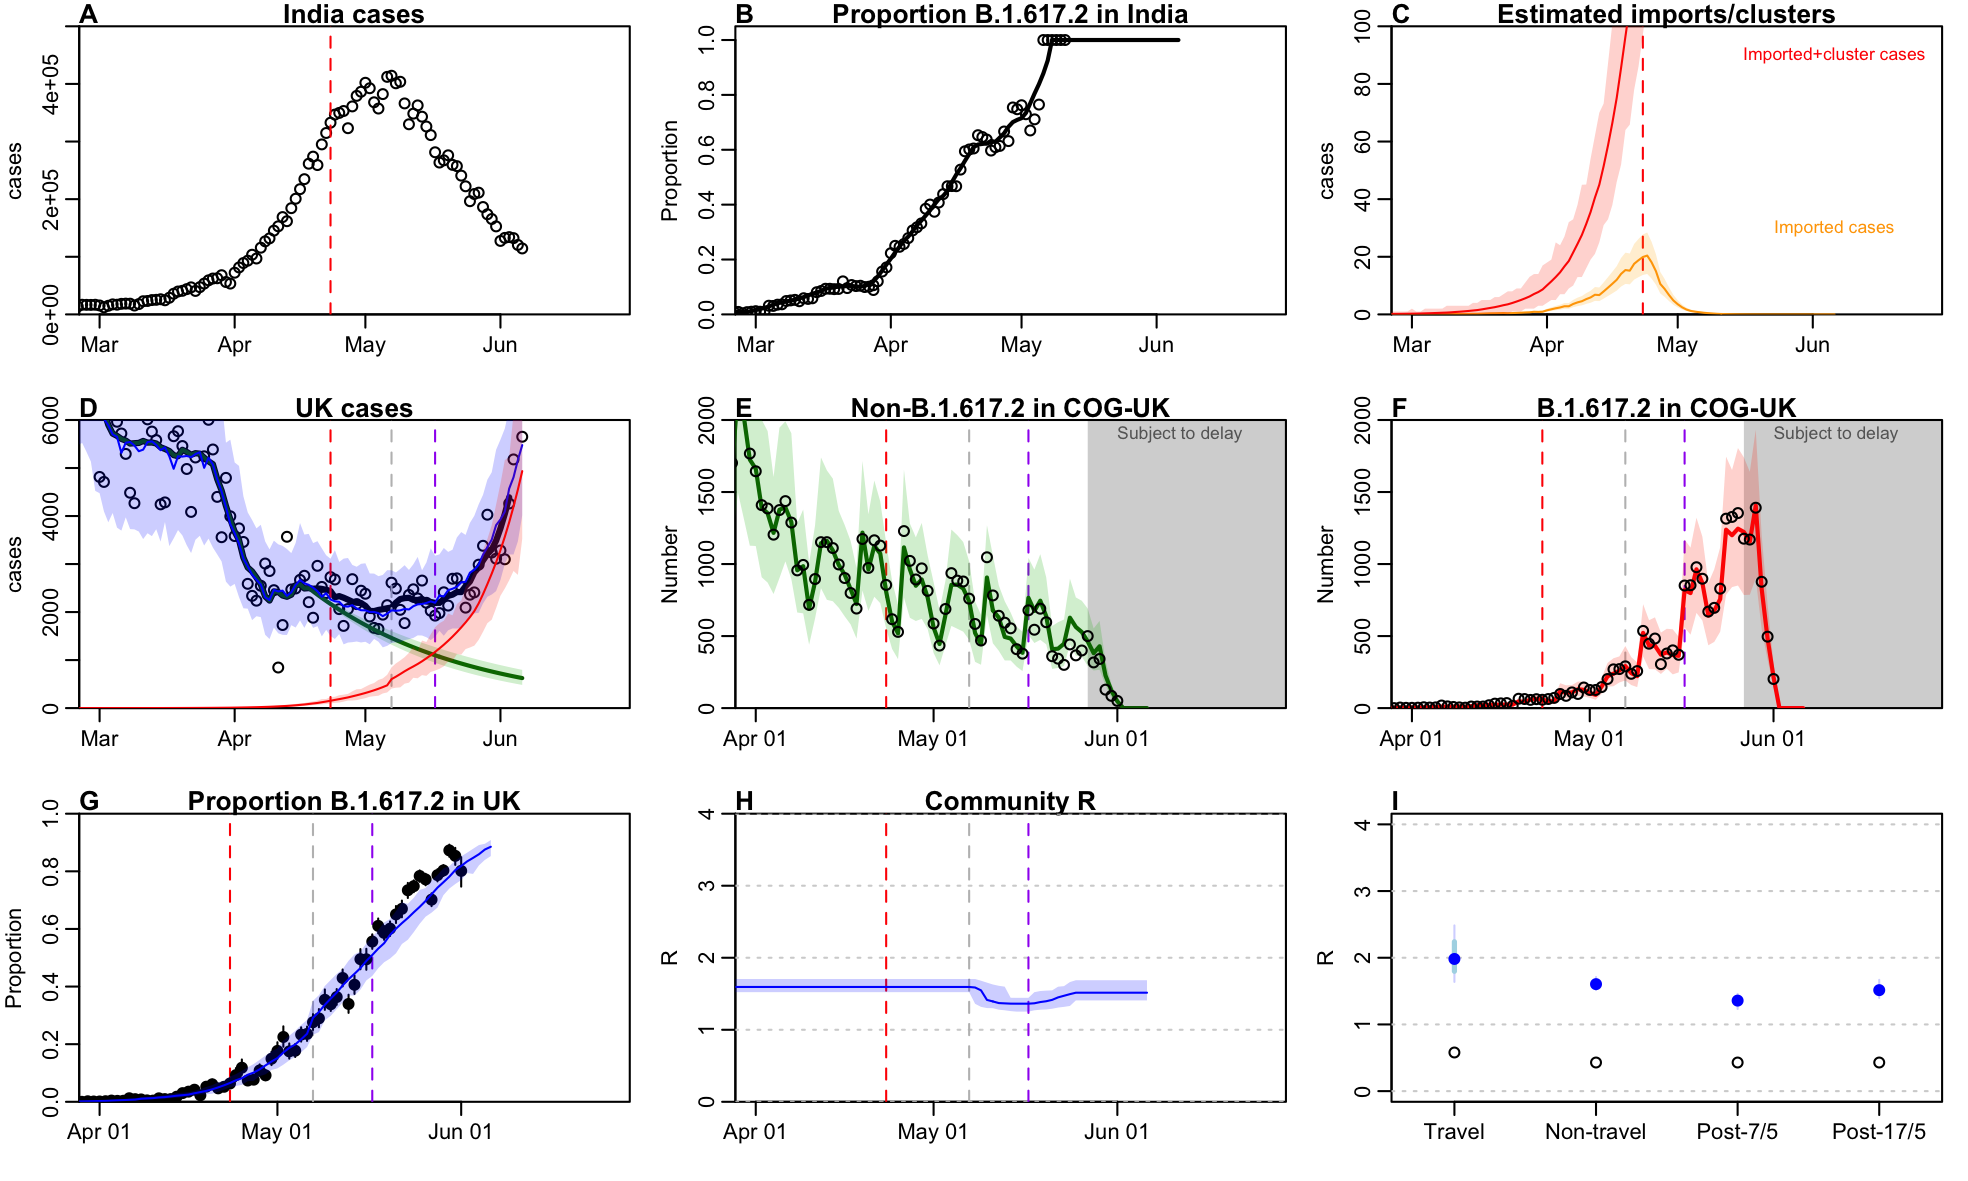 A India cases
cases
0e+00 2e+05 4e+05
Mar Apr May Jun
B Proportion B.1.617.2 in India
Proportion
0.0 0.2 0.4 0.6 0.8 1.0
Mar Apr May Jun
C Estimated imports/clusters
cases
0 20 40 60 80 100
Imported+cluster cases
Imported cases
Mar Apr May Jun
D UK cases
cases
0 2000 4000 6000
Mar Apr May Jun
E Non-B.1.617.2 in COG-UK
Number
0 500 1000 1500 2000
Subject to delay
Apr 01 May 01 Jun 01
F B.1.617.2 in COG-UK
Number
0 500 1000 1500 2000
Subject to delay
Apr 01 May 01 Jun 01
G Proportion B.1.617.2 in UK
Proportion
0.0 0.2 0.4 0.6 0.8 1.0
Apr 01 May 01 Jun 01
H Community R
R
0 1 2 3 4
Apr 01 May 01 Jun 01
I
R
0 1 2 3 4
Travel Non-travel Post-7/5 Post-17/5